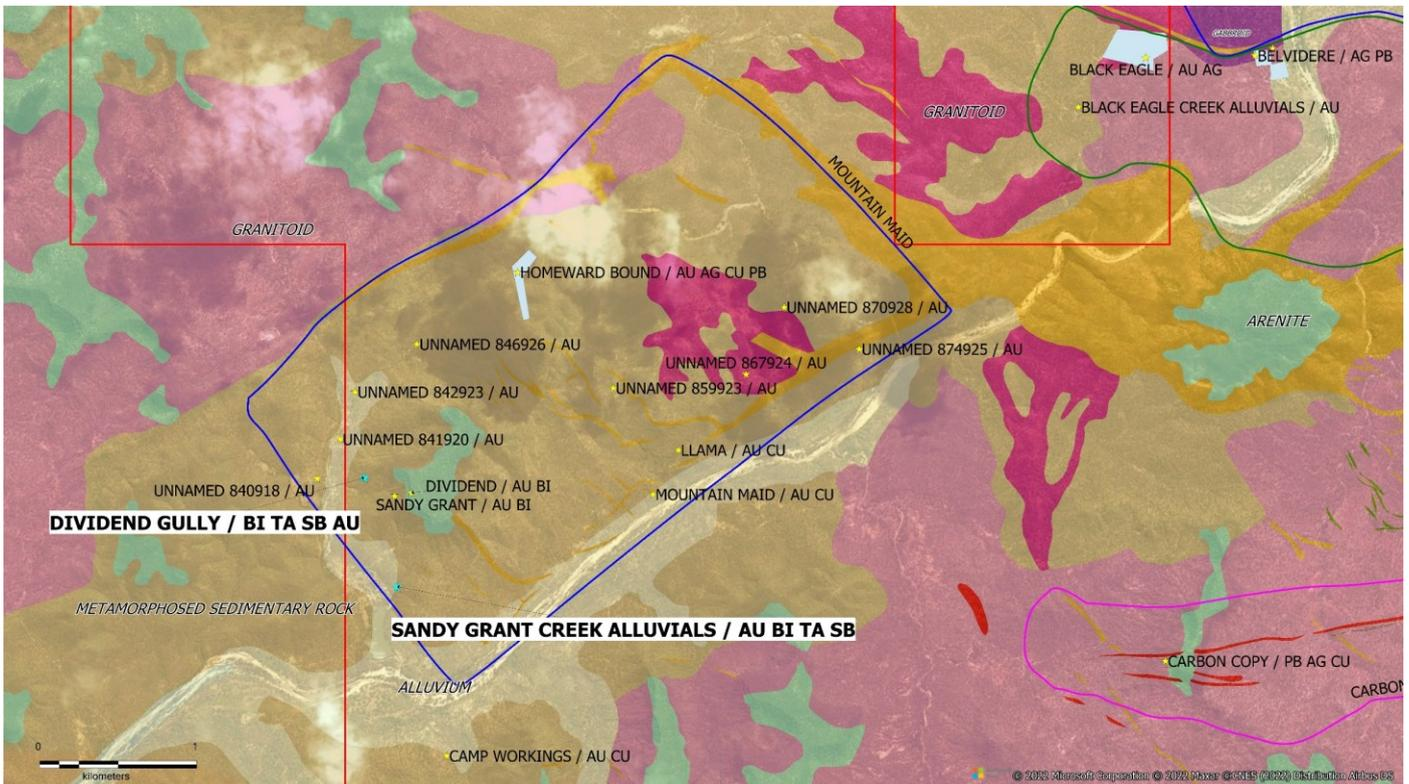 GABBROID
BELVIDERE / AG PB
BLACK EAGLE / AU AG
BLACK EAGLE CREEK ALLUVIALS / AU
GRANITOID
MOUNTAIN MAID
GRANITOID
HOMEWARD BOUND / AU AG CU PB
UNNAMED 870928 / AU
ARENITE
UNNAMED 846926 / AU
UNNAMED 874925 / AU
UNNAMED 867924 / AU
UNNAMED 859923 / AU
UNNAMED 842923 / AU
UNNAMED 841920 / AU
LLAMA / AU CU
UNNAMED 840918 / AU
DIVIDEND / AU BI
MOUNTAIN MAID / AU CU
SANDY GRANT / AU BI
DIVIDEND GULLY / BI TA SB AU
METAMORPHOSED SEDIMENTARY ROCK
SANDY GRANT CREEK ALLUVIALS / AU BI TA SB
CARBON COPY / PB AG CU
ALLUVIUM
CARBON
CAMP WORKINGS / AU CU
0 1
kilometers
© 2022 Microsoft Corporation © 2022 Maxar ©CNES (2022) Distribution Airbus DS